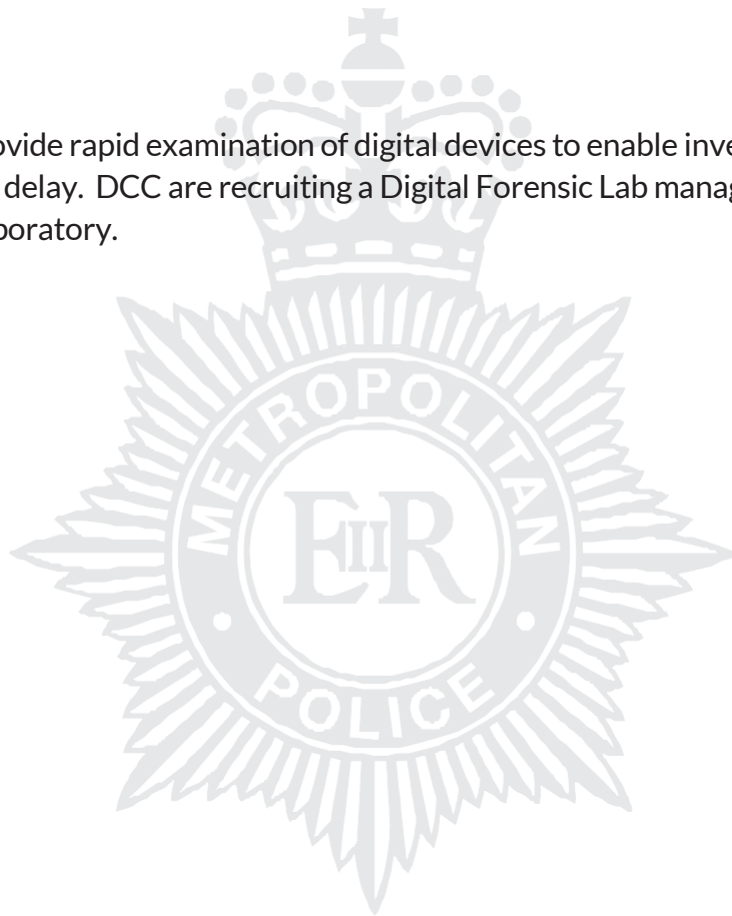 ovide rapid examination of digital devices to enable inve
delay. DCC are recruiting a Digital Forensic Lab manag
boratory.
METROPOLITAN
EIIR
POLICE